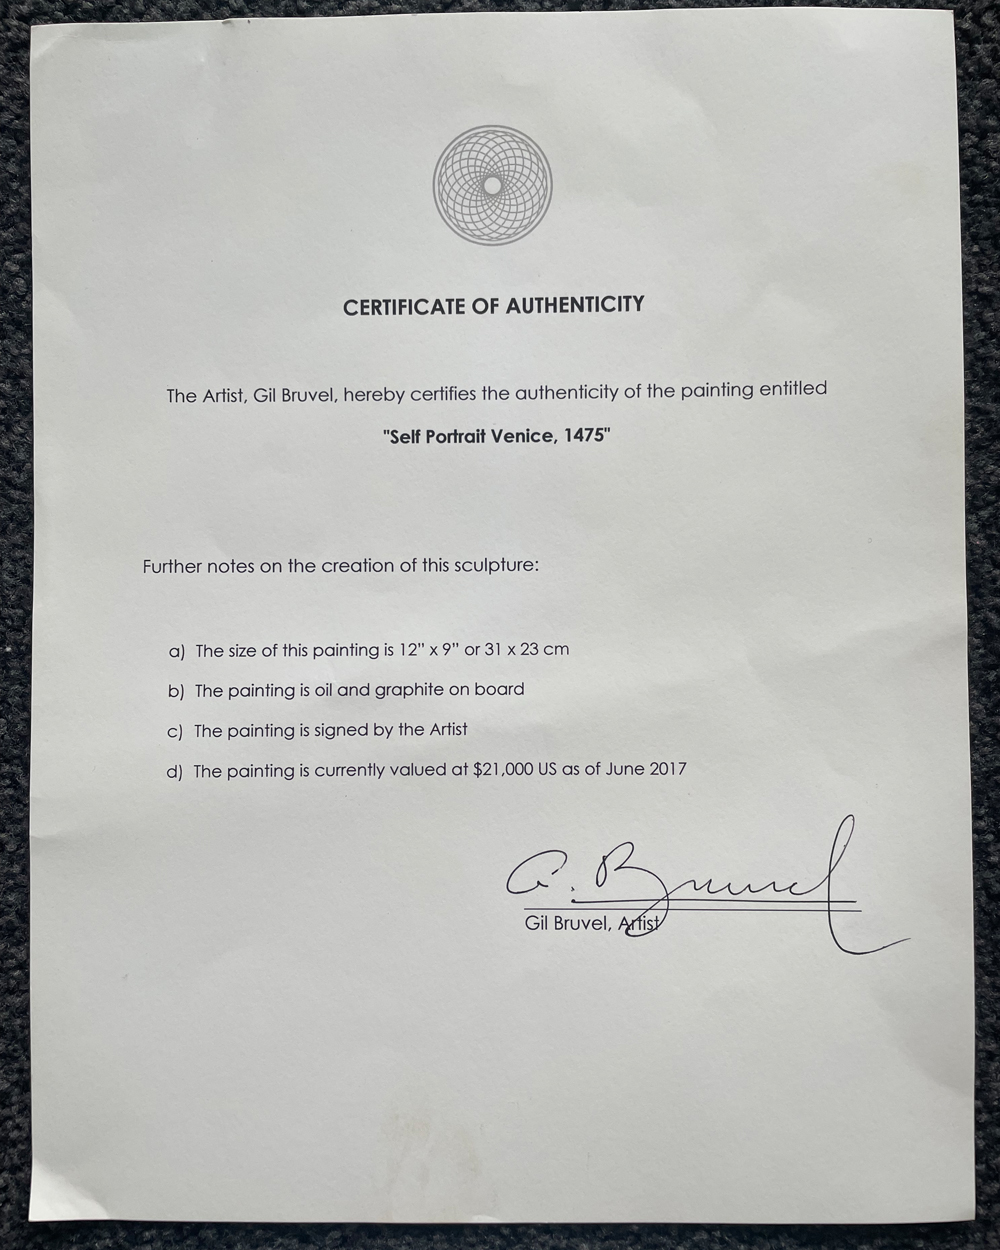 CERTIFICATE OF AUTHENTICITY
The Artist, Gil Bruvel, hereby certifies the authenticity of the painting entitled
"Self Portrait Venice, 1475"
Further notes on the creation of this sculpture:
a) The size of this painting is 12" x 9" or 31 x 23 cm
b) The painting is oil and graphite on board
c) The painting is signed by the Artist
d) The painting is currently valued at $21,000 US as of June 2017
G. Bruvel
Gil Bruvel, Artist